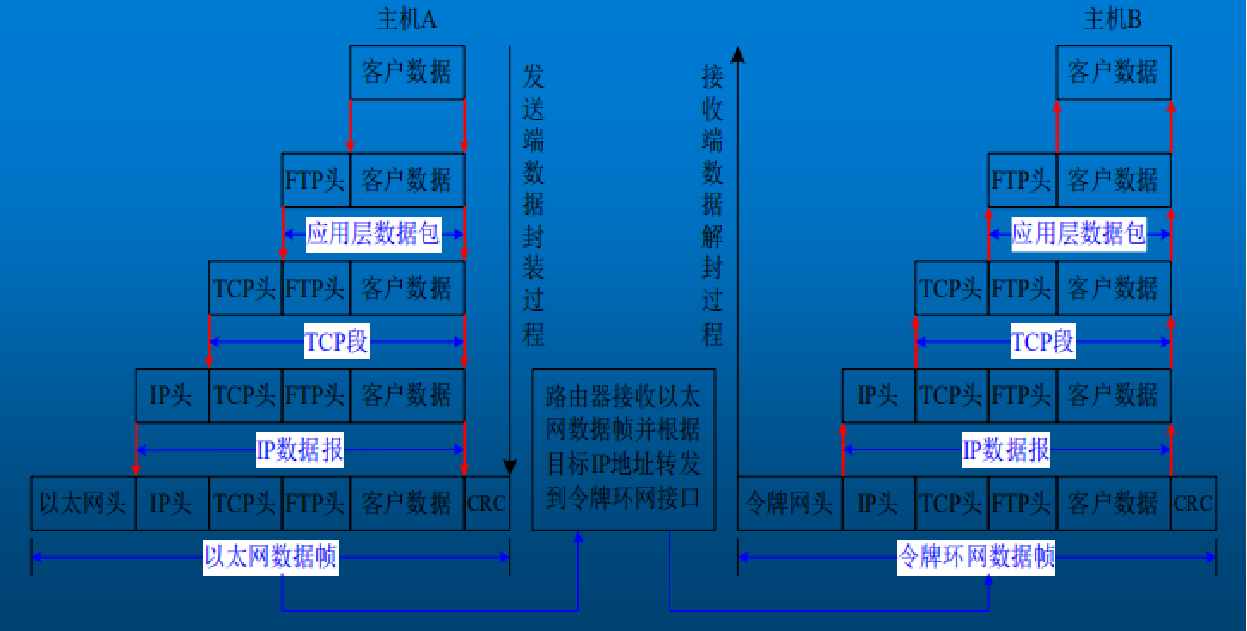 主机A
客户数据
FTP头 客户数据
应用层数据包
TCP头 FTP头 客户数据
TCP段
IP头 TCP头 FTP头 客户数据
IP数据报
以太网头 IP头 TCP头 FTP头 客户数据 CRC
以太网数据帧
发送端数据封装过程
路由器接收以太
网数据帧并根据
目标IP地址转发
到令牌环网接口
接收端数据解封过程
主机B
客户数据
FTP头 客户数据
应用层数据包
TCP头 FTP头 客户数据
TCP段
IP头 TCP头 FTP头 客户数据
IP数据报
令牌网头 IP头 TCP头 FTP头 客户数据 CRC
令牌环网数据帧